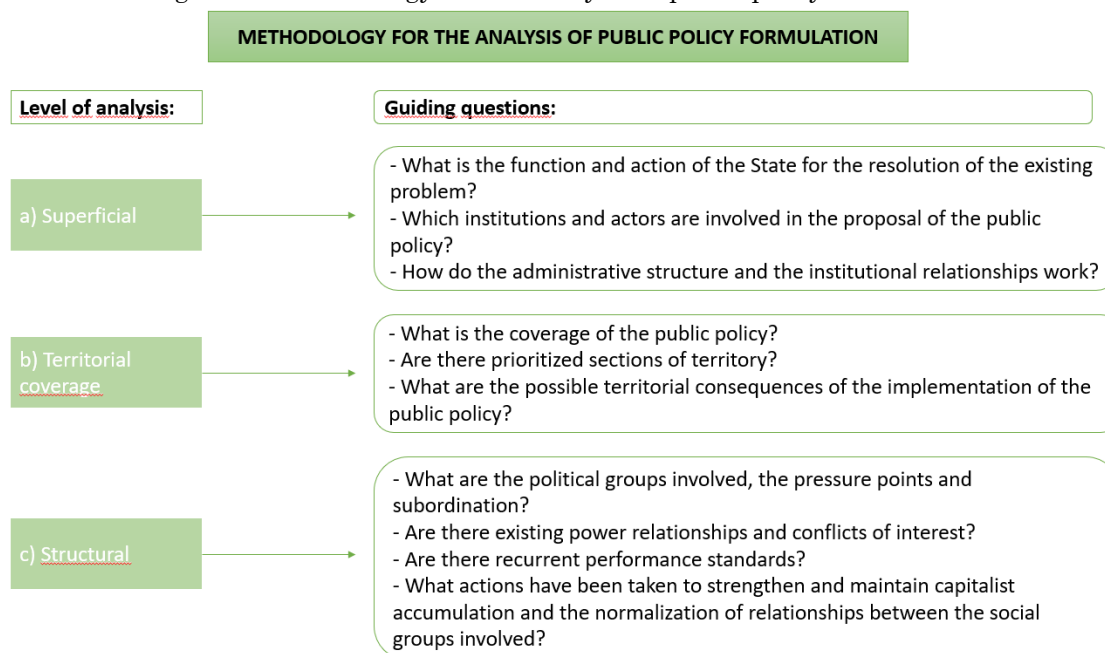 METHODOLOGY FOR THE ANALYSIS OF PUBLIC POLICY FORMULATION
Level of analysis:
Guiding questions:
a) Superficial
- What is the function and action of the State for the resolution of the existing
problem?
- Which institutions and actors are involved in the proposal of the public
policy?
- How do the administrative structure and the institutional relationships work?
b) Territorial
coverage
- What is the coverage of the public policy?
- Are there prioritized sections of territory?
- What are the possible territorial consequences of the implementation of the
public policy?
c) Structural
- What are the political groups involved, the pressure points and
subordination?
- Are there existing power relationships and conflicts of interest?
- Are there recurrent performance standards?
- What actions have been taken to strengthen and maintain capitalist
accumulation and the normalization of relationships between the social
groups involved?